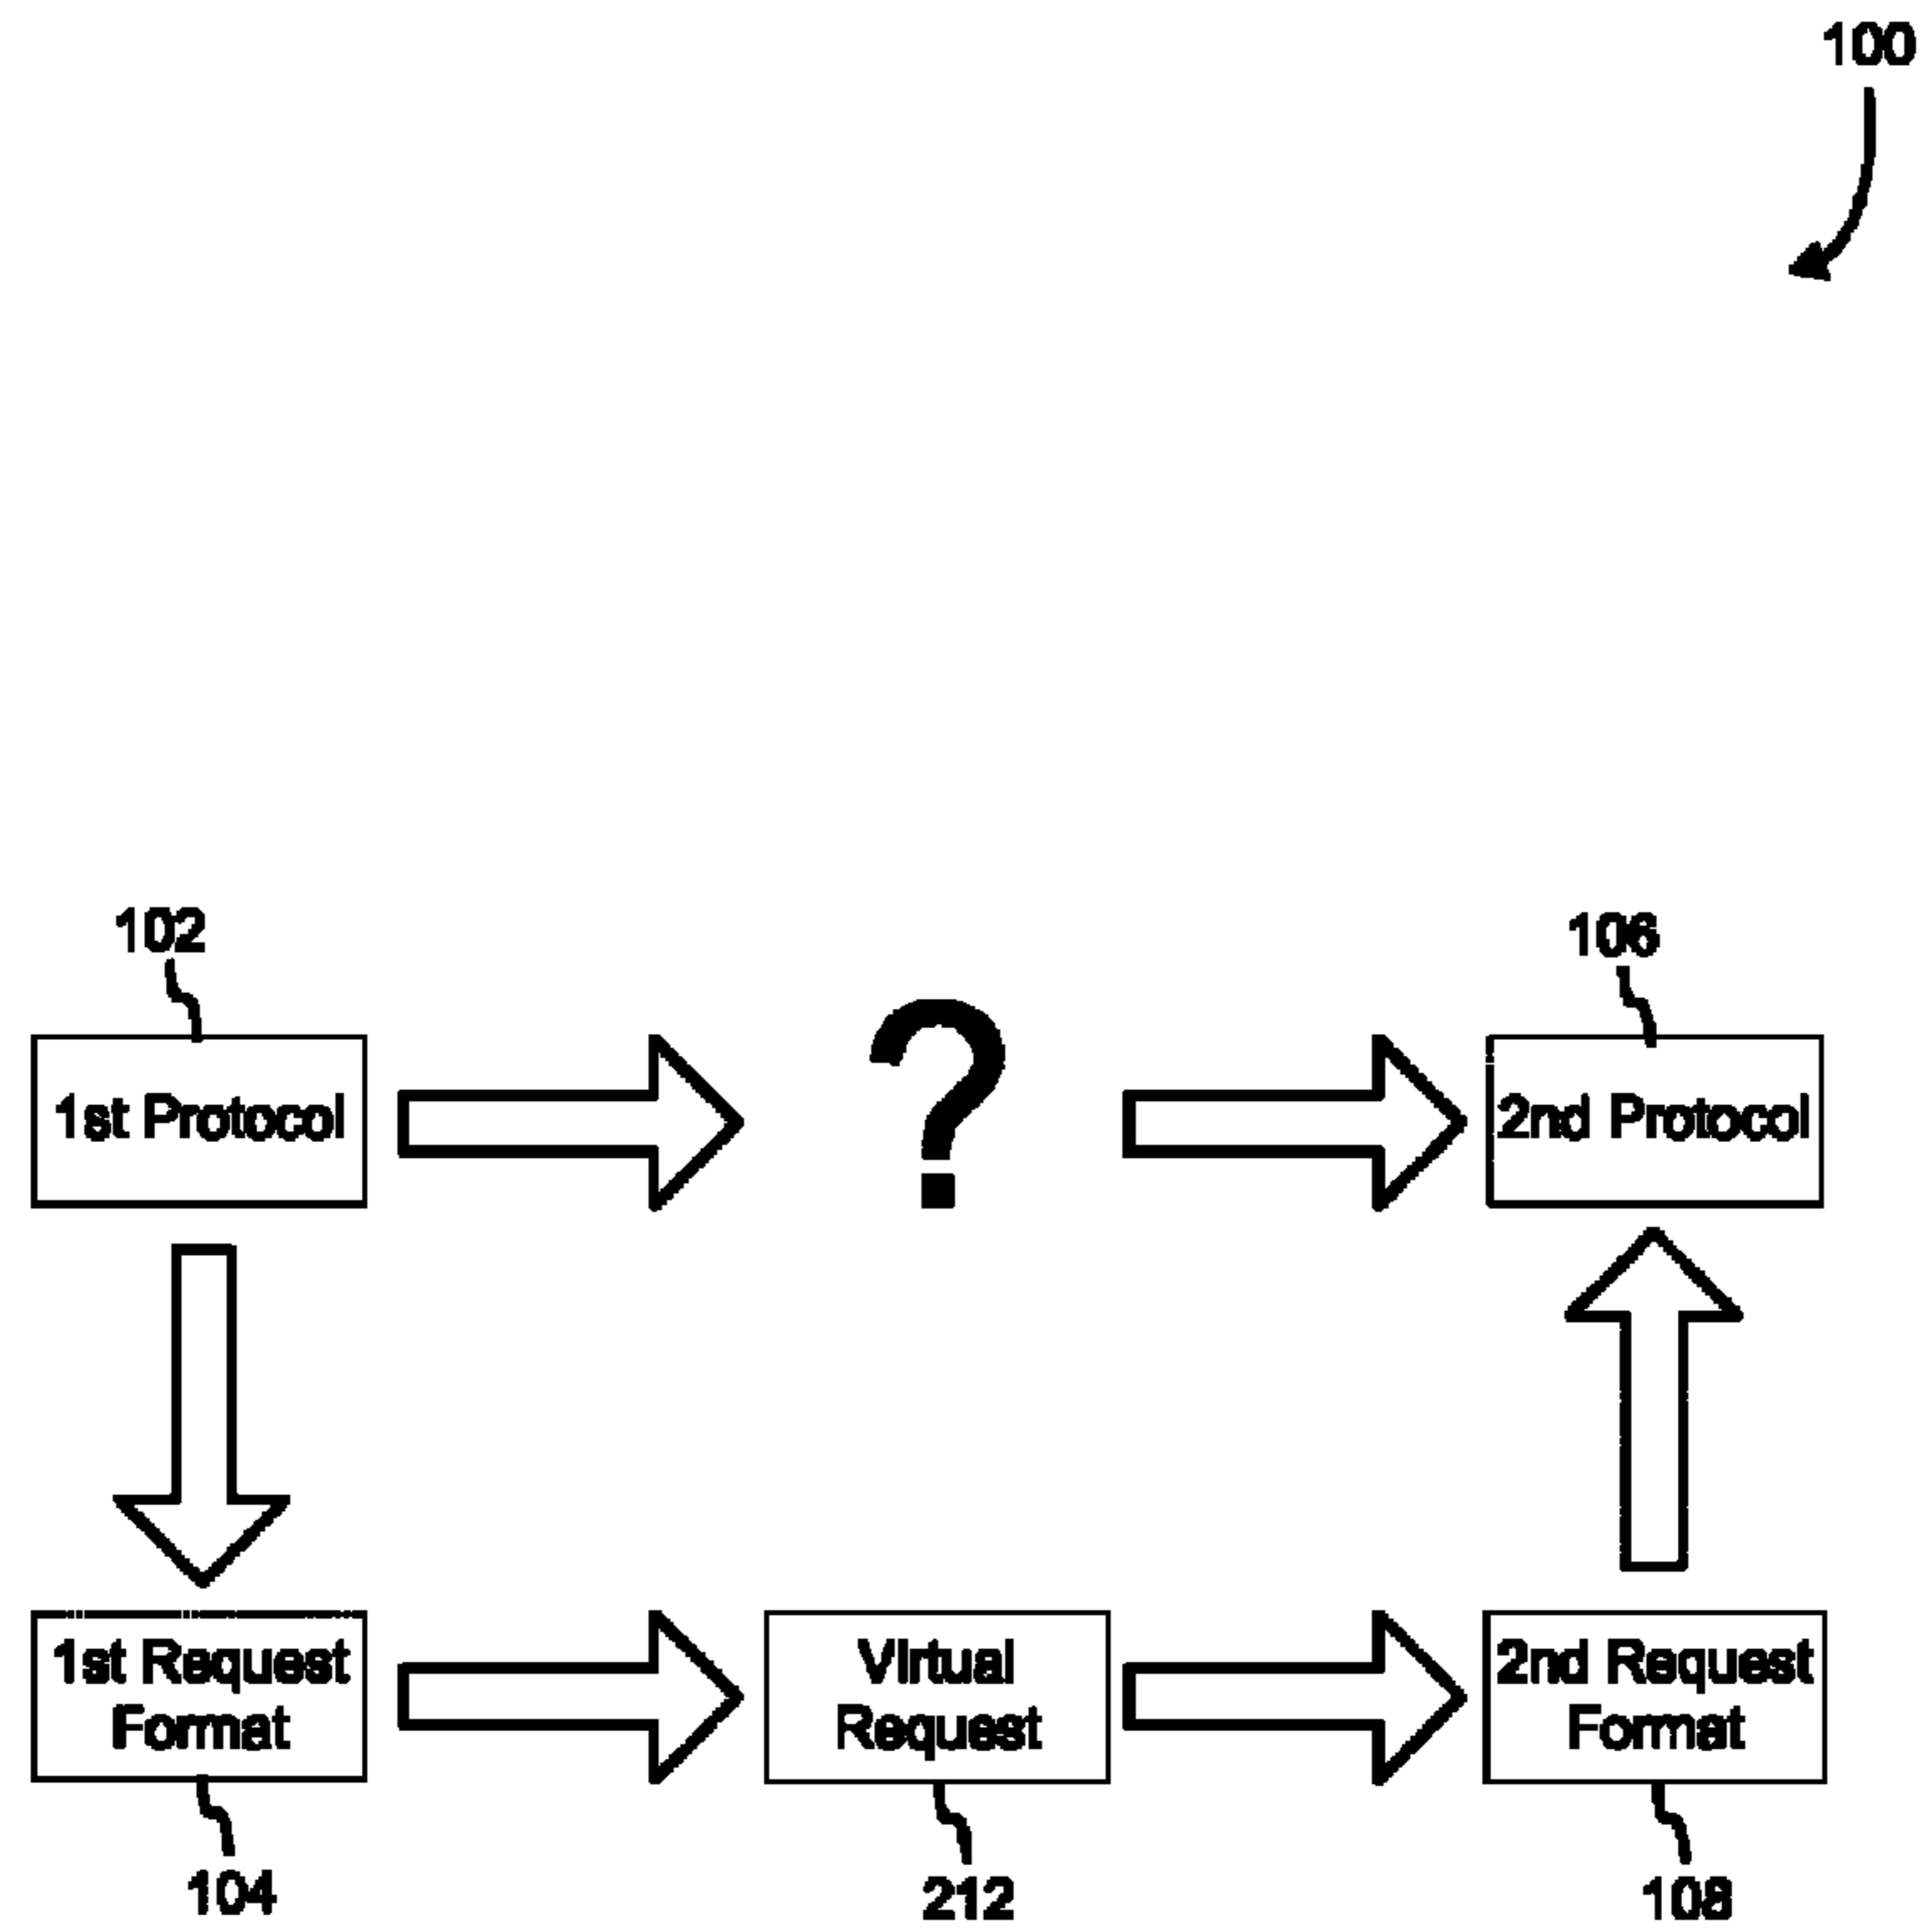 100
102
106
1st Protocol
?
2nd Protocol
1st Request
Format
Virtual
Request
2nd Request
Format
104
212
108